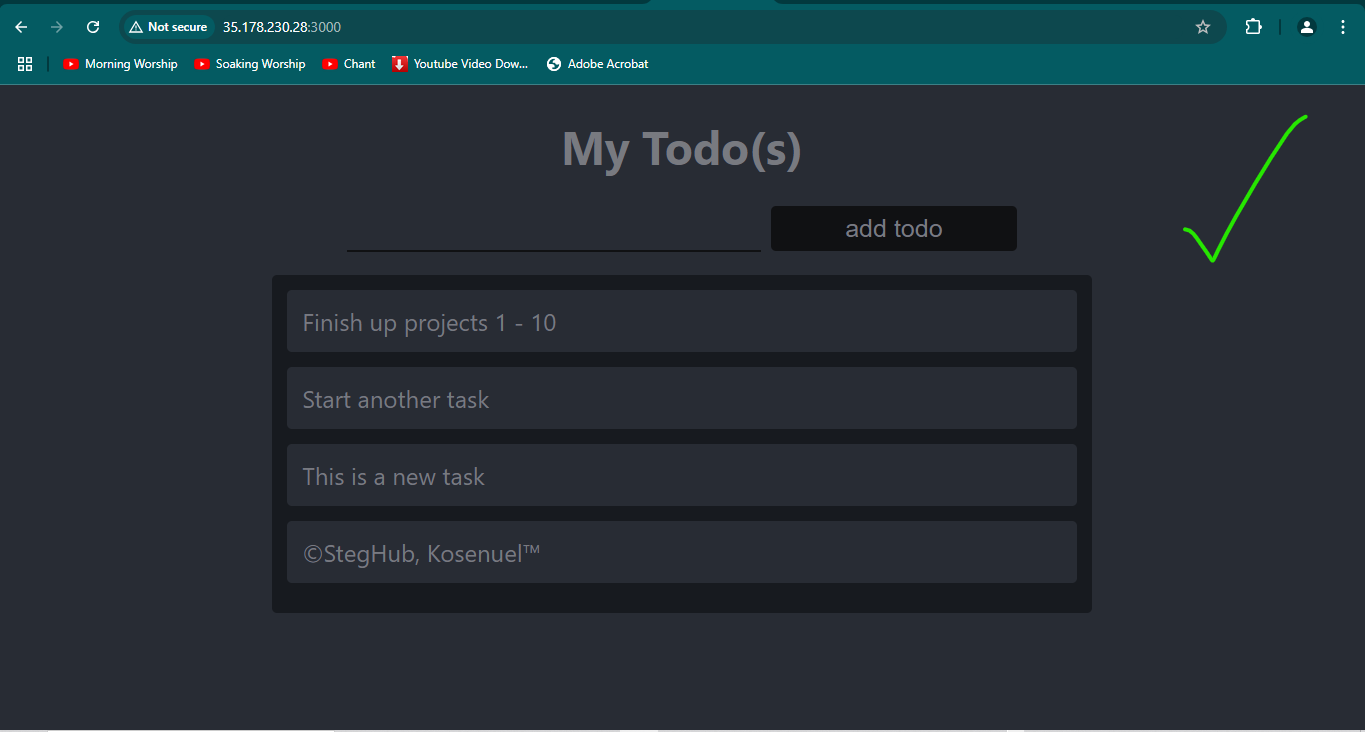 Not secure 35.178.230.28:3000
Morning Worship Soaking Worship Chant Youtube Video Dow... Adobe Acrobat
My Todo(s)
add todo
Finish up projects 1 - 10
Start another task
This is a new task
©StegHub, Kosenuel™